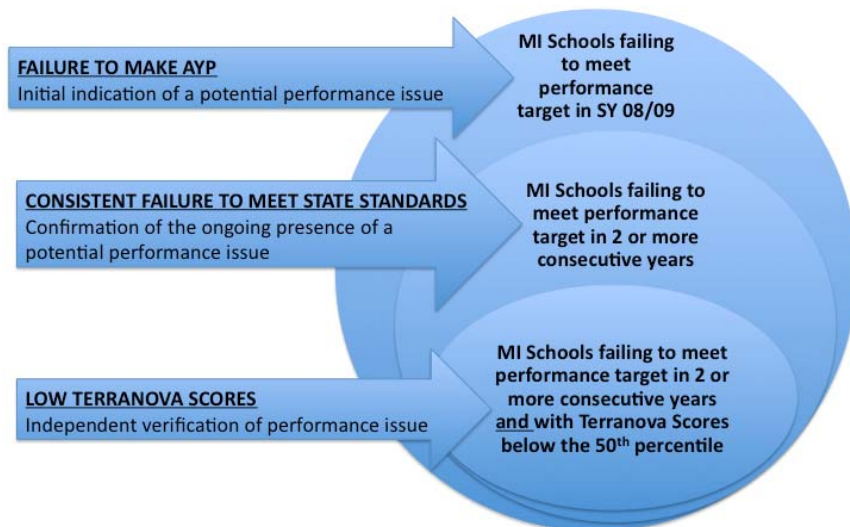 FAILURE TO MAKE AYP
Initial indication of a potential performance issue
MI Schools failing
to meet
performance
target in SY 08/09
CONSISTENT FAILURE TO MEET STATE STANDARDS
Confirmation of the ongoing presence of a
potential performance issue
MI Schools failing to
meet performance
target in 2 or more
consecutive years
LOW TERRANOVA SCORES
Independent verification of performance issue
MI Schools failing to meet
performance target in 2 or
more consecutive years
and with Terranova Scores
below the 50th percentile